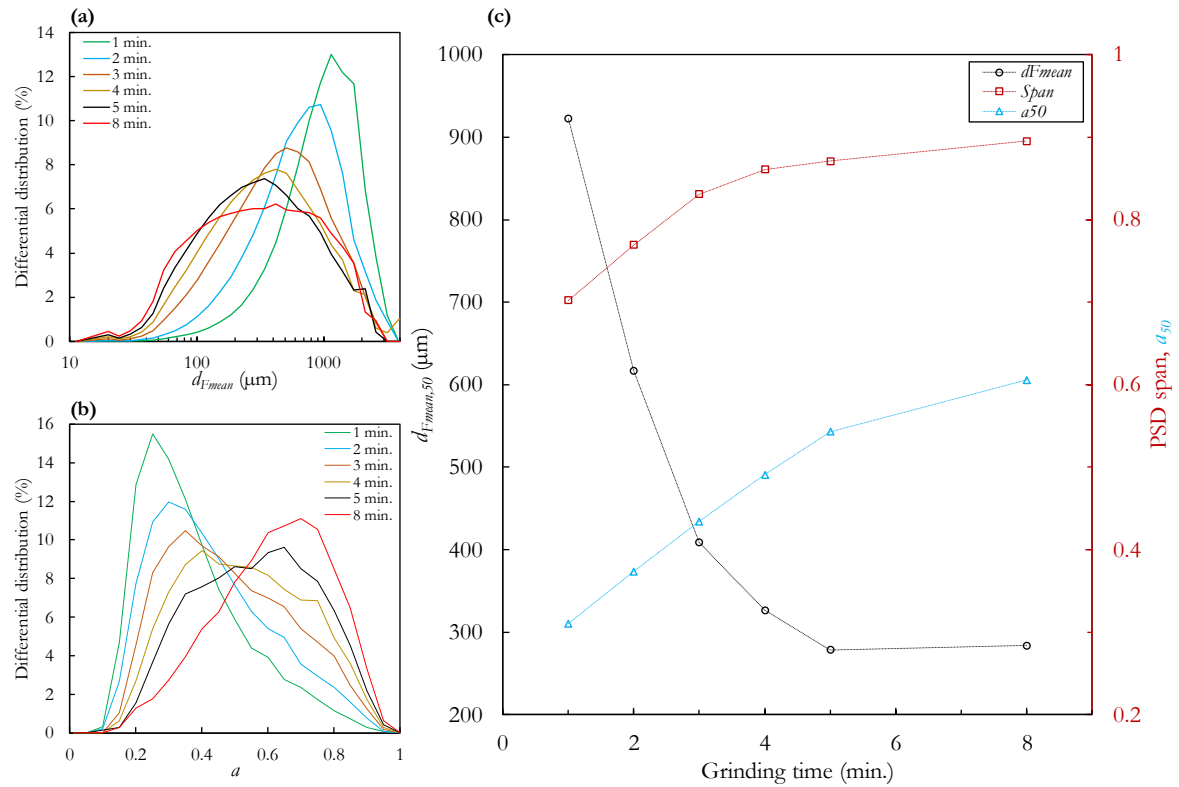 (a)
14
12
10
8
6
4
2
0
Differential distribution (%)
1 min.
2 min.
3 min.
4 min.
5 min.
8 min.
10
100
1000
dFmean (μm)
(b)
16
14
12
10
8
6
4
2
0
Differential distribution (%)
1 min.
2 min.
3 min.
4 min.
5 min.
8 min.
0
0.2
0.4
0.6
0.8
1
a
(c)
1000
900
800
700
600
500
400
300
200
dFmean,50 (μm)
dFmean
Span
a50
1
0.8
0.6
0.4
0.2
PSD span, a50
0
2
4
6
8
Grinding time (min.)